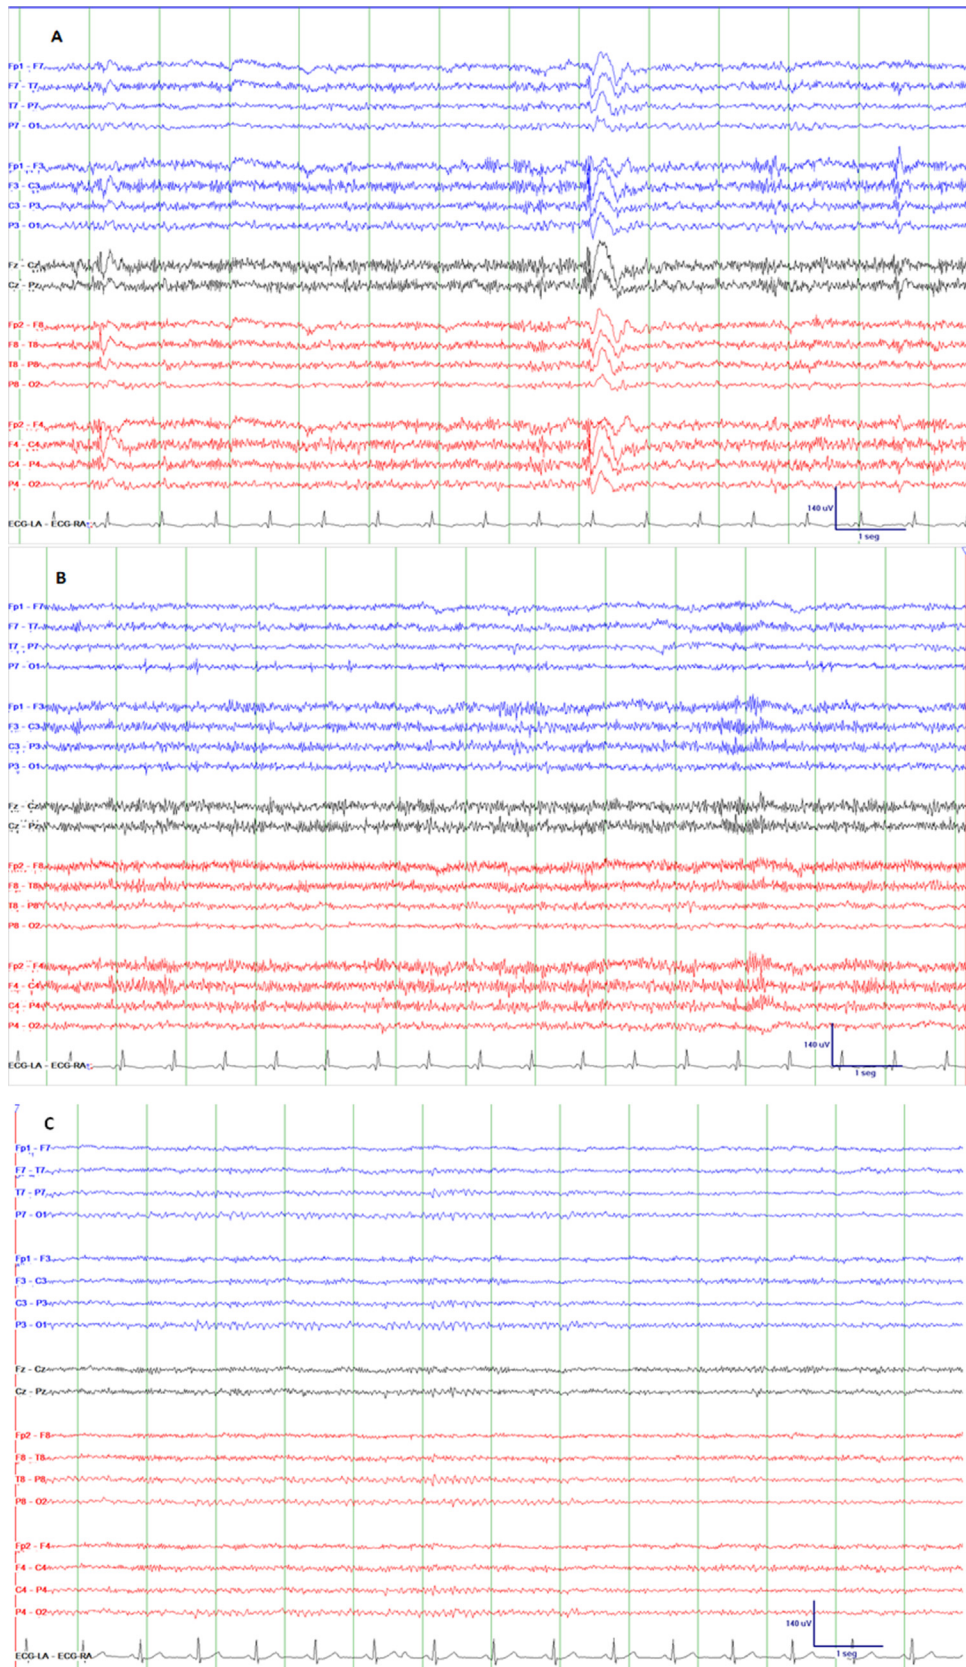 A
Fp1 - F7
F7 - T7
T7 - P7
P7 - O1
Fp1 - F3
F3 - C3
C3 - P3
P3 - O1
Fz - Cz
Cz - Pz
Fp2 - F8
F8 - T8
T8 - P8
P8 - O2
Fp2 - F4
F4 - C4
C4 - P4
P4 - O2
140 uV
ECG-LA - ECG-RA
1 seg
B
Fp1 - F7
F7 - T7
T7 - P7
P7 - O1
Fp1 - F3
F3 - C3
C3 - P3
P3 - O1
Fz - Cz
Cz - Pz
Fp2 - F8
F8 - T8
T8 - P8
P8 - O2
Fp2 - F4
F4 - C4
C4 - P4
P4 - O2
140 uV
ECG-LA - ECG-RA
1 seg
7
C
Fp1 - F7
F7 - T7
T7 - P7
P7 - O1
Fp1 - F3
F3 - C3
C3 - P3
P3 - O1
Fz - Cz
Cz - Pz
Fp2 - F8
F8 - T8
T8 - P8
P8 - O2
Fp2 - F4
F4 - C4
C4 - P4
P4 - O2
140 uV
ECG-LA - ECG-RA
1 seg